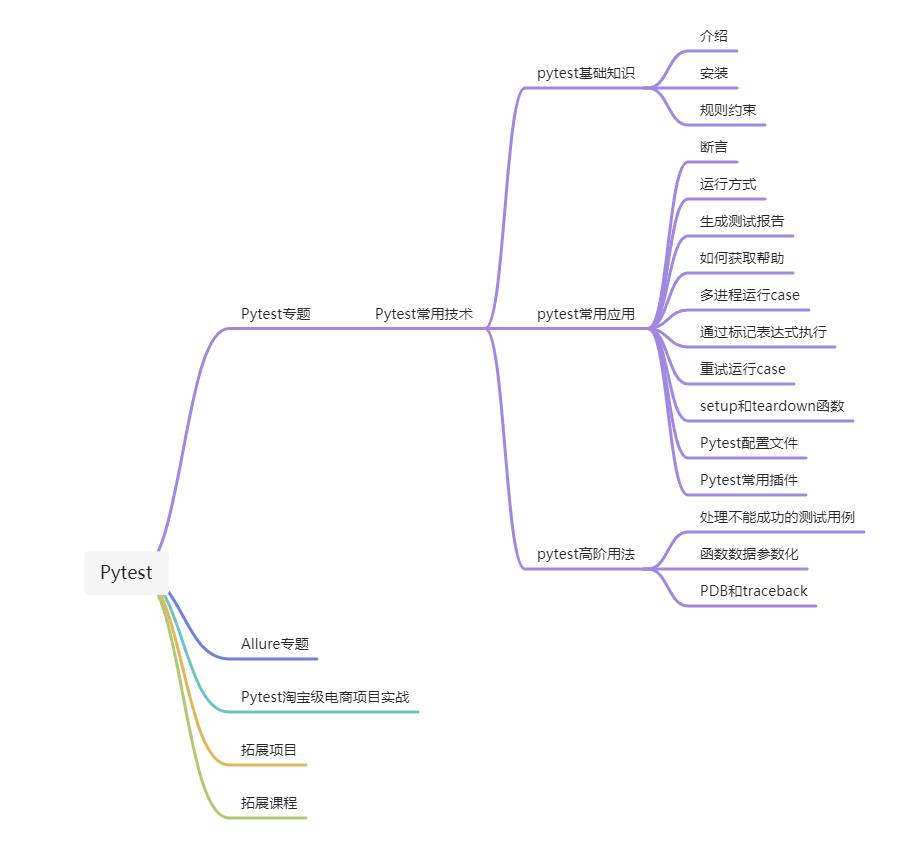 Pytest
Pytest专题
Pytest常用技术
pytest基础知识
介绍
安装
规则约束
pytest常用应用
断言
运行方式
生成测试报告
如何获取帮助
多进程运行case
通过标记表达式执行
重试运行case
setup和teardown函数
Pytest配置文件
Pytest常用插件
pytest高阶用法
处理不能成功的测试用例
函数数据参数化
PDB和traceback
Allure专题
Pytest淘宝级电商项目实战
拓展项目
拓展课程